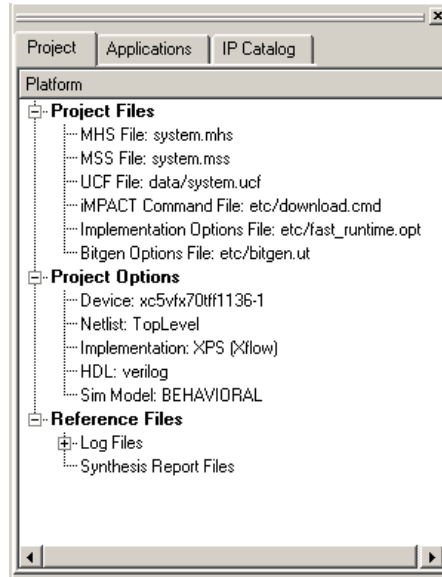 Project Applications IP Catalog
Platform
Project Files
MHS File: system.mhs
MSS File: system.mss
UCF File: data/system.ucf
iMPACT Command File: etc/download.cmd
Implementation Options File: etc/fast_runtime.opt
Bitgen Options File: etc/bitgen.ut
Project Options
Device: xc5vfx70tff1136-1
Netlist: TopLevel
Implementation: XPS (Xflow)
HDL: verilog
Sim Model: BEHAVIORAL
Reference Files
Log Files
Synthesis Report Files